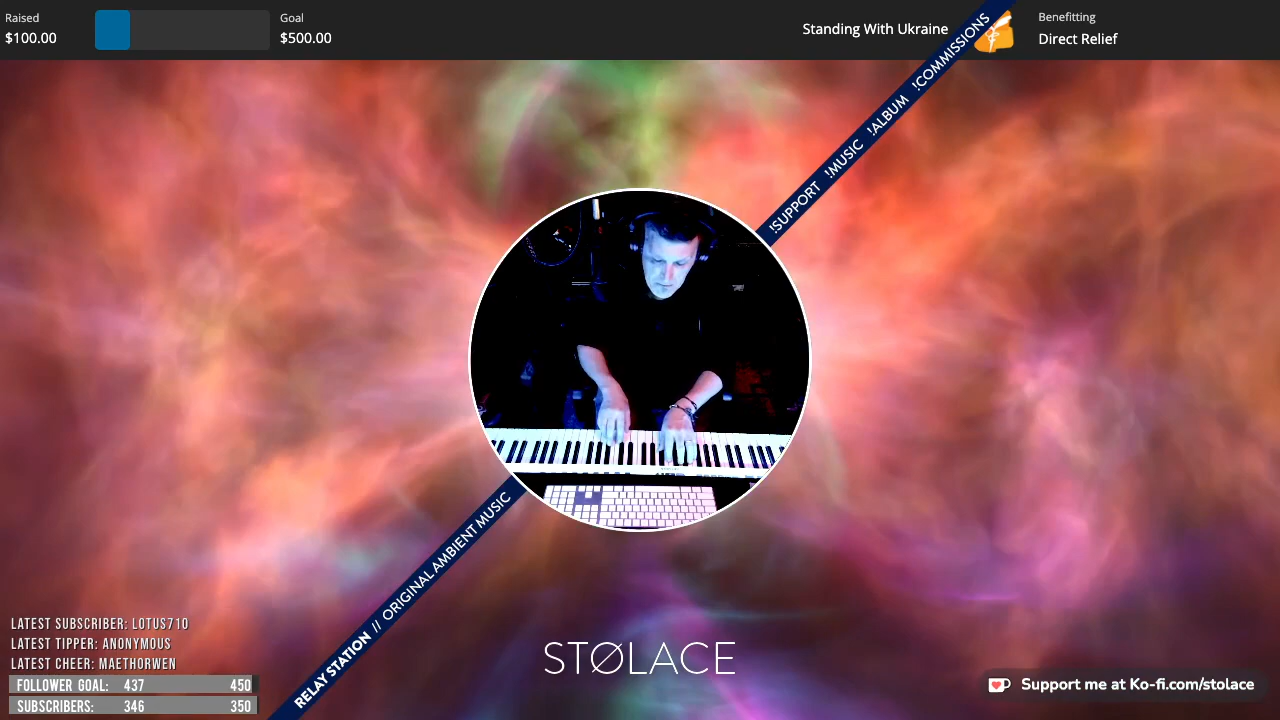 Raised
$100.00
Goal
$500.00
Standing With Ukraine
Benefitting
Direct Relief
!SUPPORT !MUSIC !ALBUM !COMMISSIONS
RELAY STATION // ORIGINAL AMBIENT MUSIC
LATEST SUBSCRIBER: LOTUS710
LATEST TIPPER: ANONYMOUS
LATEST CHEER: MAETHORWEN
FOLLOWER GOAL: 437 450
SUBSCRIBERS: 346 350
STØLACE
Support me at Ko-fi.com/stolace